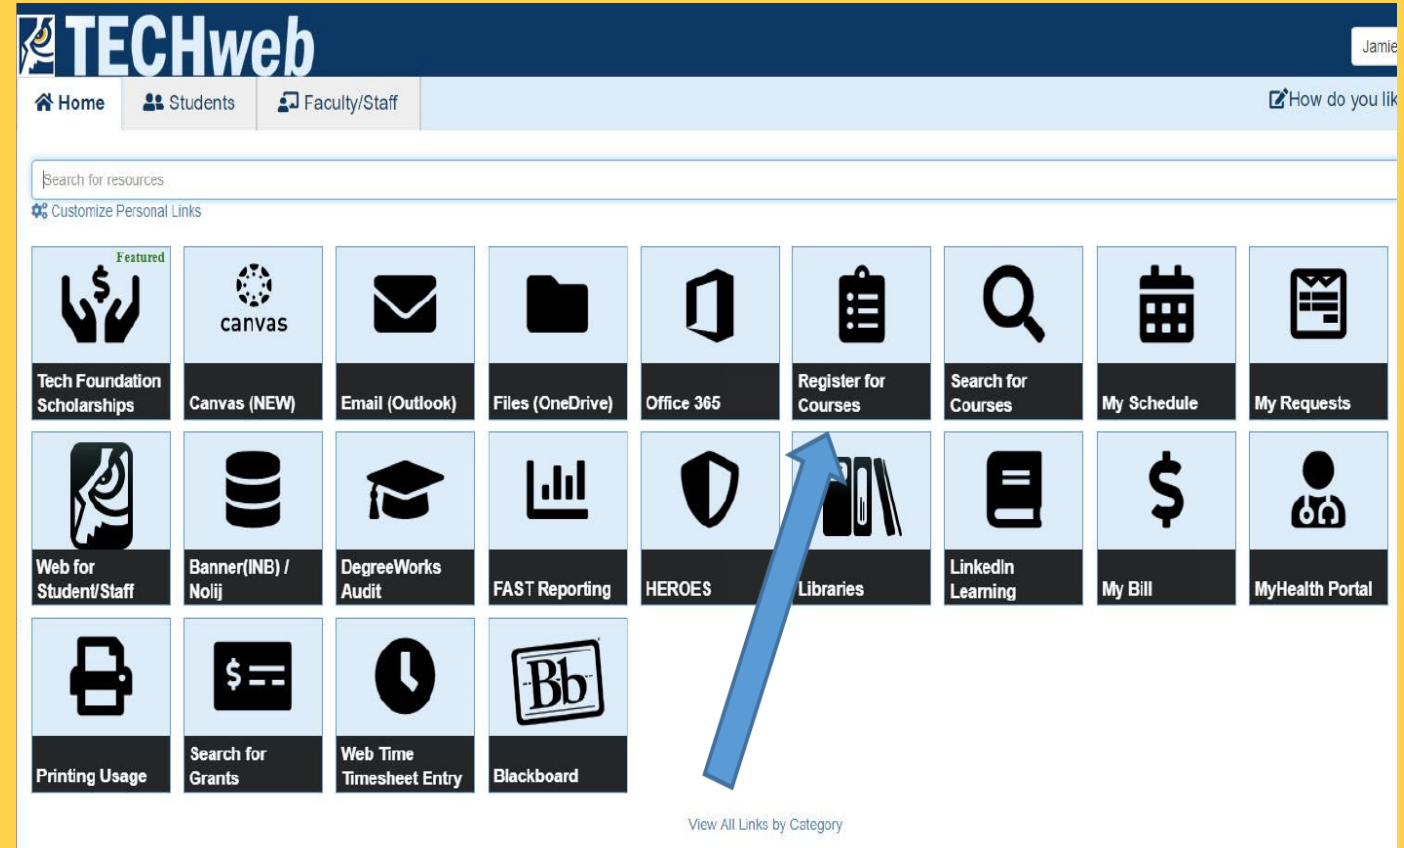 TECHweb
Jamie
Home
Students
Faculty/Staff
How do you lik
Search for resources
Customize Personal Links
Featured
canvas
Tech Foundation
Scholarships
Canvas (NEW)
Email (Outlook)
Files (OneDrive)
Office 365
Register for
Courses
Search for
Courses
My Schedule
My Requests
Web for
Student/Staff
Banner(INB) /
Nolij
DegreeWorks
Audit
FAST Reporting
HEROES
Libraries
LinkedIn
Learning
My Bill
MyHealth Portal
Bb
Printing Usage
Search for
Grants
Web Time
Timesheet Entry
Blackboard
View All Links by Category